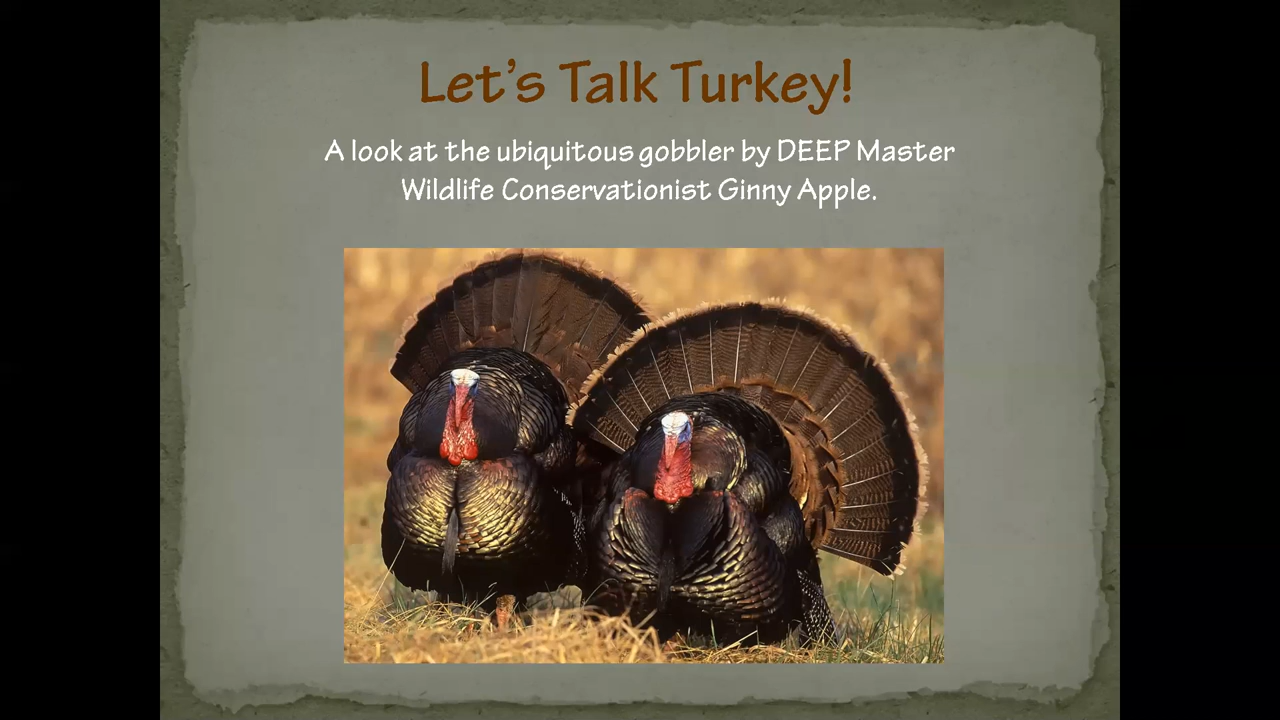 Let's Talk Turkey!
A look at the ubiquitous gobbler by DEEP Master
Wildlife Conservationist Ginny Apple.